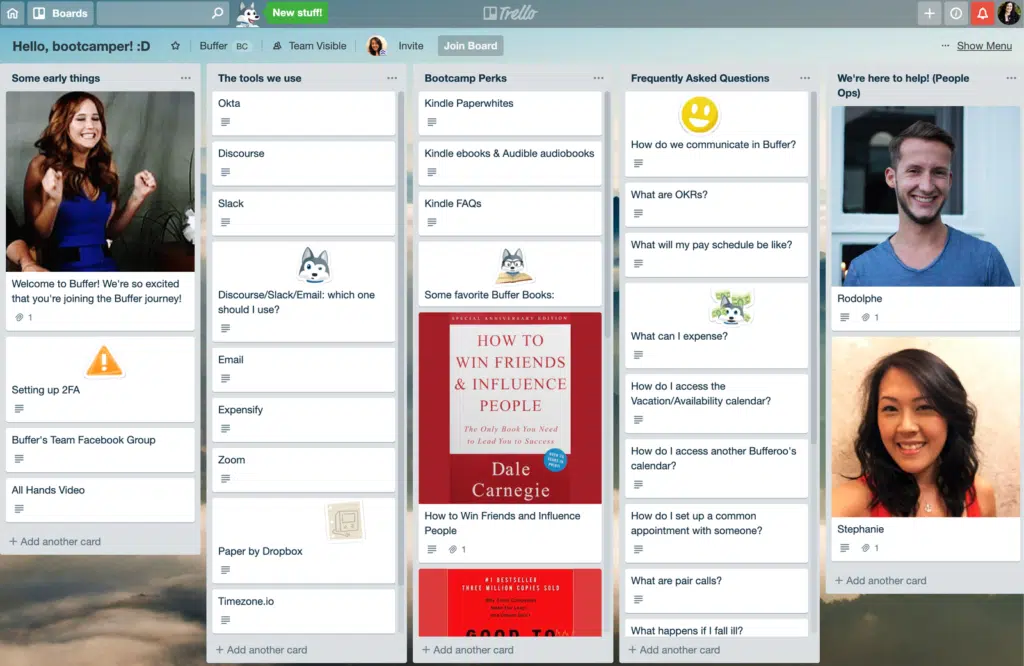 Boards
New stuff!
Trello
Hello, bootcamper! :D
Buffer BC
Team Visible
Invite
Join Board
... Show Menu
Some early things
Welcome to Buffer! We're so excited
that you're joining the Buffer journey!
1
Setting up 2FA
Buffer's Team Facebook Group
All Hands Video
+ Add another card
The tools we use
Okta
Discourse
Slack
Discourse/Slack/Email: which one
should I use?
Email
Expensify
Zoom
Paper by Dropbox
Timezone.io
+ Add another card
Bootcamp Perks
Kindle Paperwhites
Kindle ebooks & Audible audiobooks
Kindle FAQs
Some favorite Buffer Books:
SPECIAL ANNIVERSARY EDITION
HOW TO
WIN FRIENDS
& INFLUENCE
PEOPLE
The Only Book You Need
to Lead You to Success
Dale
Carnegie
How to Win Friends and Influence
People
1
#1 BESTSELLER
THREE MILLION COPIES SOLD
Why Some Companies
Make the Leap...
and Others Don't
GOOD TO
+ Add another card
Frequently Asked Questions
How do we communicate in Buffer?
What are OKRs?
What will my pay schedule be like?
What can I expense?
How do I access the
Vacation/Availability calendar?
How do I access another Bufferoo's
calendar?
How do I set up a common
appointment with someone?
What are pair calls?
What happens if I fall ill?
+ Add another card
We're here to help! (People
Ops)
Rodolphe
1
Stephanie
1
+ Add another card